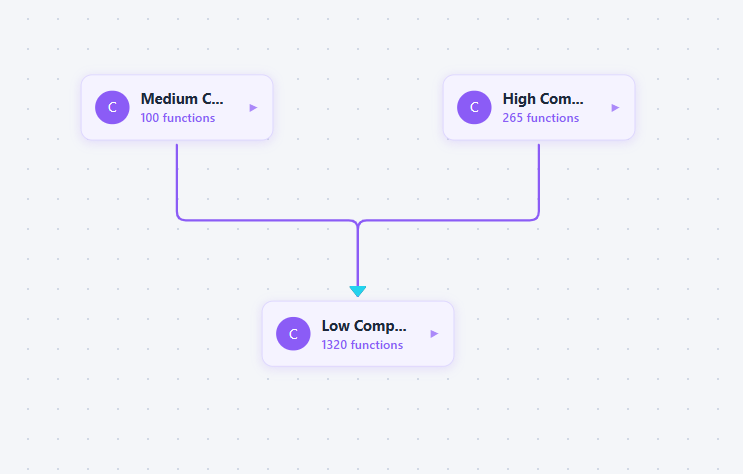 C
Medium C...
100 functions
C
High Com...
265 functions
C
Low Comp...
1320 functions